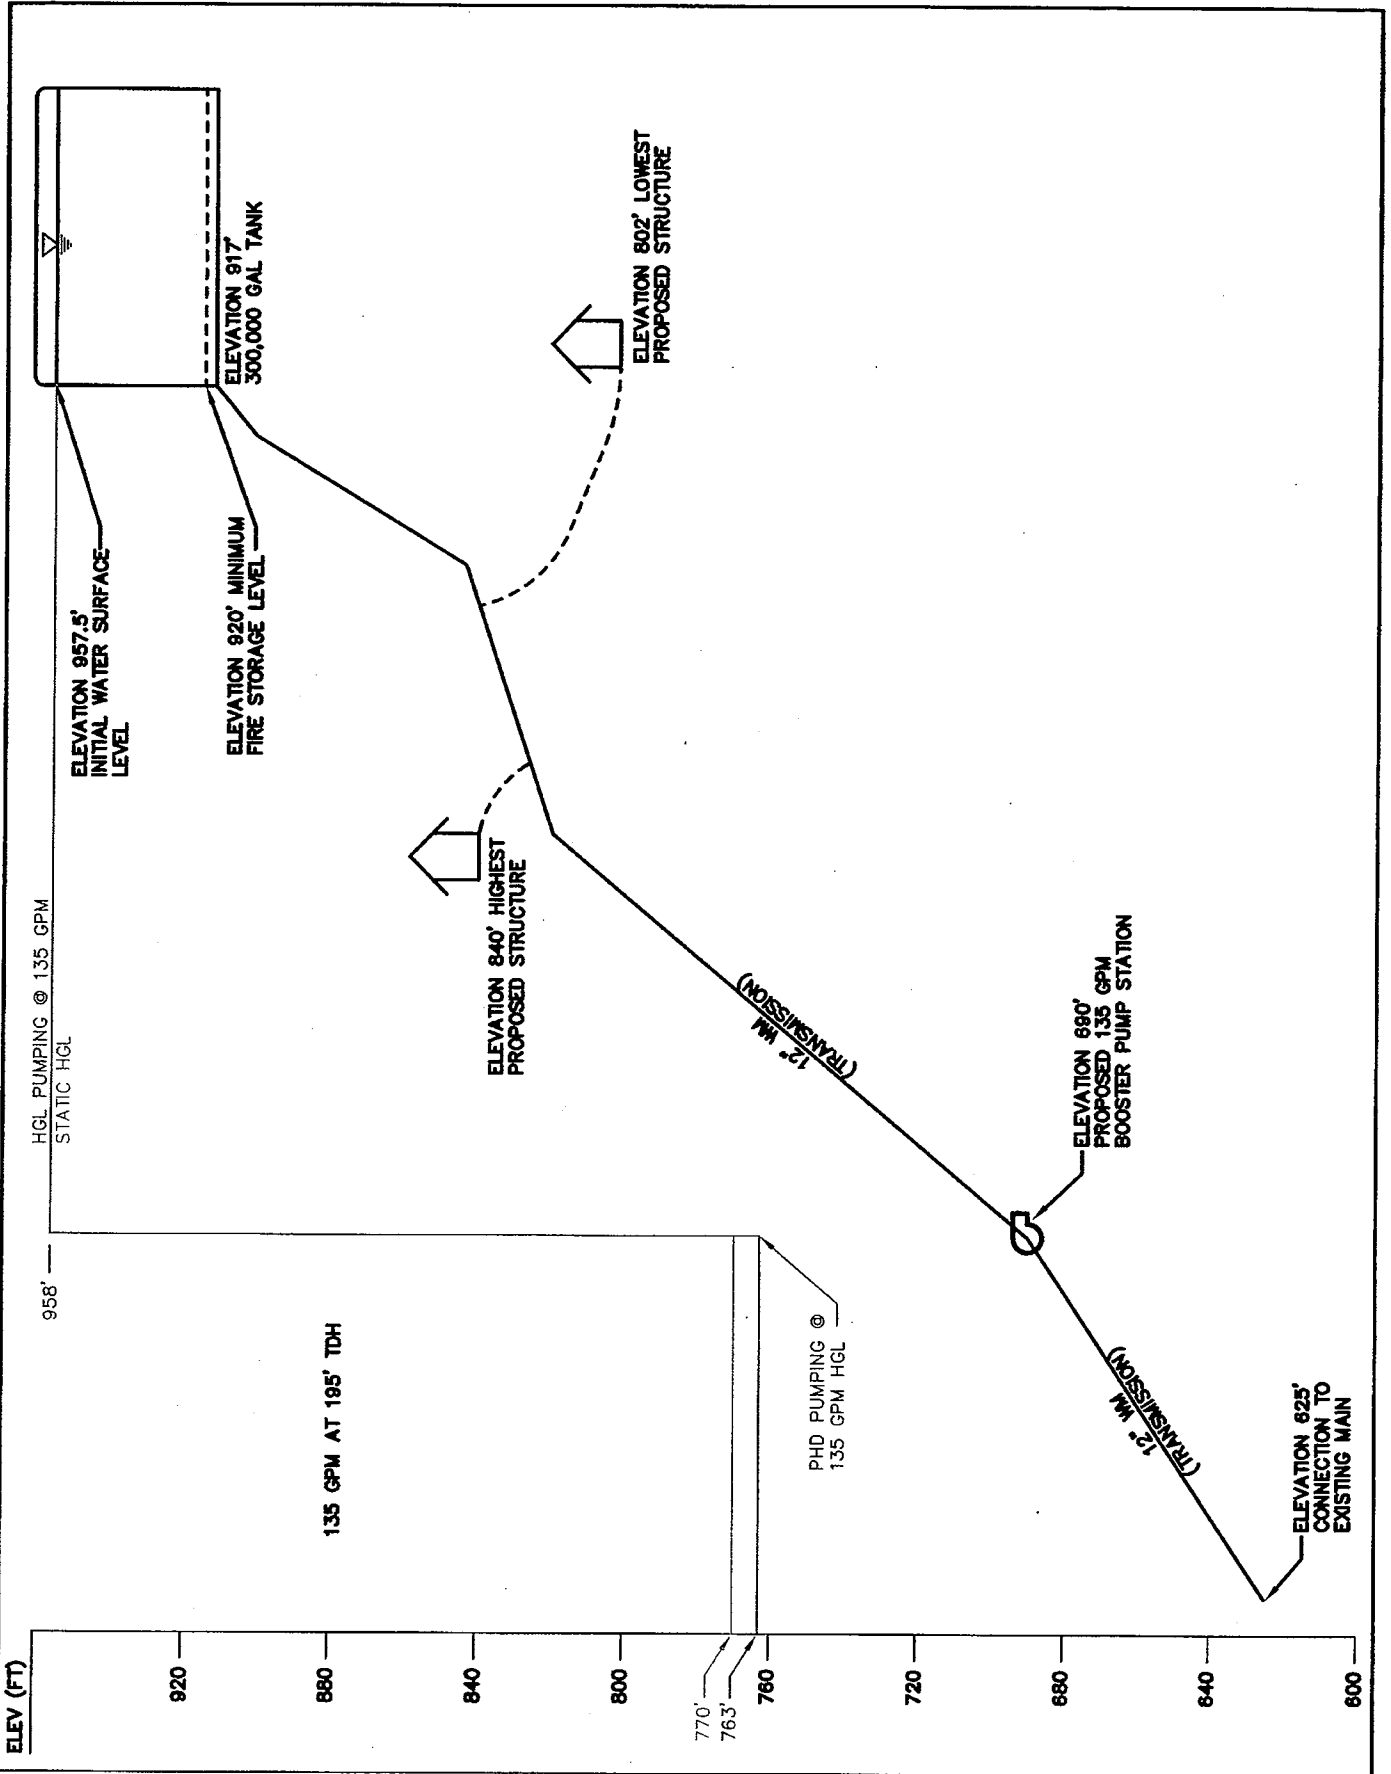 ELEV (FT)
920
880
840
800
770'
763'
760
720
680
640
600
958'
HGL PUMPING @ 135 GPM
STATIC HGL
135 GPM AT 195' TDH
PHD PUMPING @
135 GPM HGL
ELEVATION 957.5'
INITIAL WATER SURFACE
LEVEL
ELEVATION 920' MINIMUM
FIRE STORAGE LEVEL
ELEVATION 917'
300,000 GAL TANK
ELEVATION 840' HIGHEST
PROPOSED STRUCTURE
ELEVATION 802' LOWEST
PROPOSED STRUCTURE
12" WM
(TRANSMISSION)
ELEVATION 690'
PROPOSED 135 GPM
BOOSTER PUMP STATION
12" WM
(TRANSMISSION)
ELEVATION 625'
CONNECTION TO
EXISTING MAIN